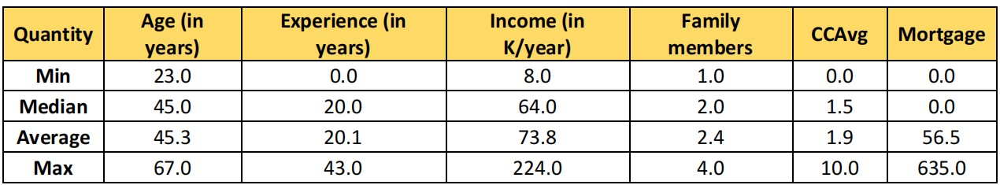 Quantity Age (in years) Experience (in years) Income (in K/year) Family members CCAvg Mortgage
Min 23.0 0.0 8.0 1.0 0.0 0.0
Median 45.0 20.0 64.0 2.0 1.5 0.0
Average 45.3 20.1 73.8 2.4 1.9 56.5
Max 67.0 43.0 224.0 4.0 10.0 635.0